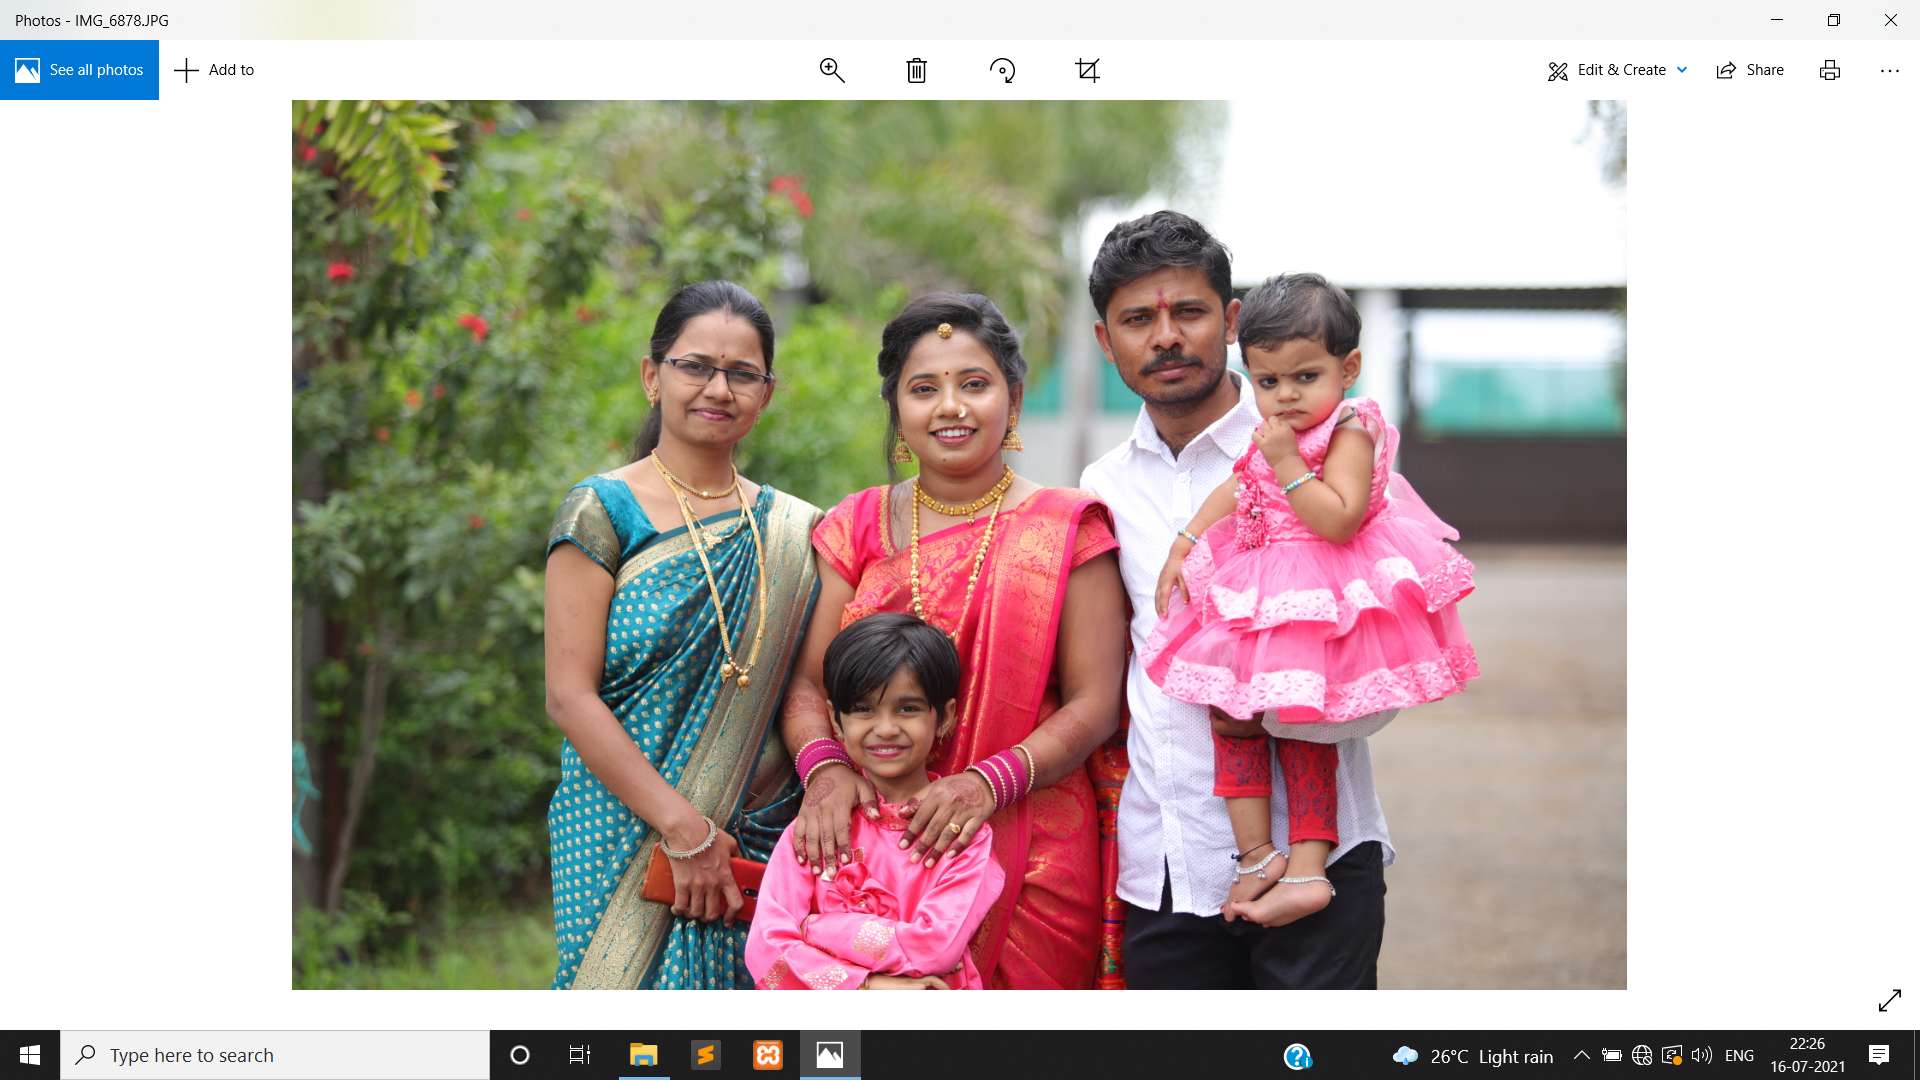 Photos - IMG_6878.JPG
See all photos
Add to
Edit & Create
Share
Type here to search
26°C Light rain
ENG
22:26
16-07-2021